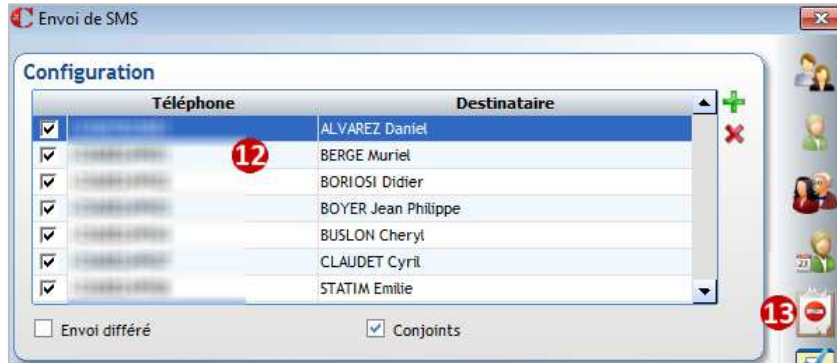 Envoi de SMS
Configuration
Téléphone Destinataire
ALVAREZ Daniel
12 BERGE Muriel
BORIOSI Didier
BOYER Jean Philippe
BUSLON Cheryl
CLAUDET Cyril
23
STATIM Emilie
Envoi différé Conjoints 13